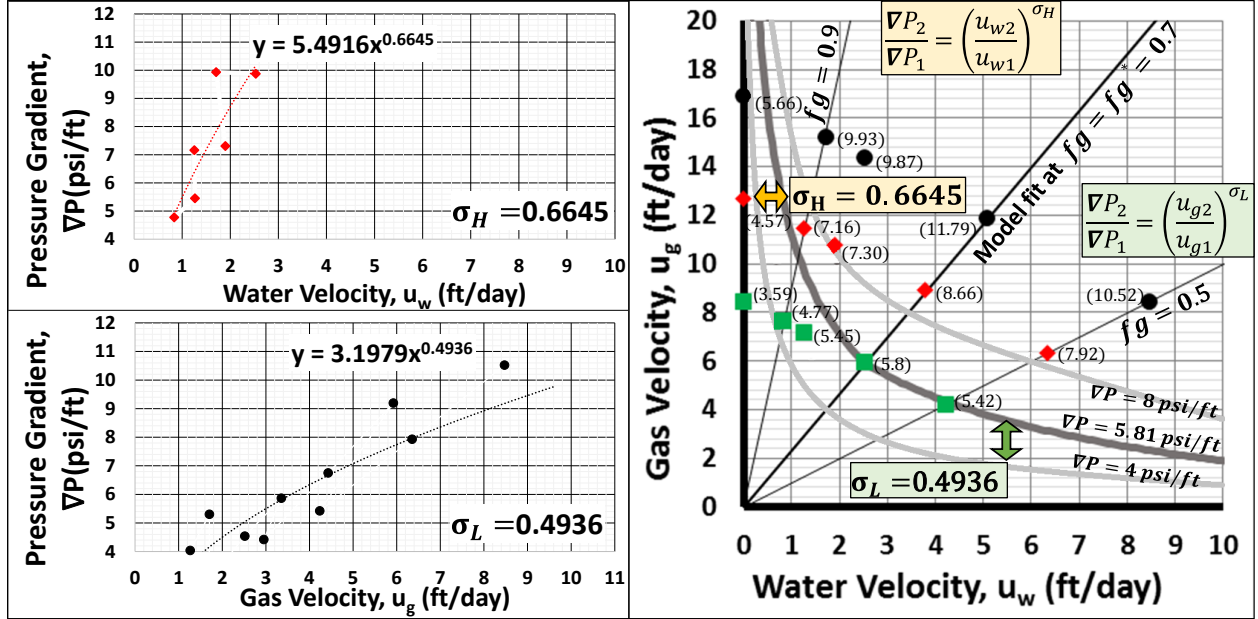 Pressure Gradient,
∇P(psi/ft)
12
11
10
9
8
7
6
5
4
y = 5.4916x^0.6645
σ_H =0.6645
0 1 2 3 4 5 6 7 8 9 10
Water Velocity, u_w (ft/day)
Pressure Gradient,
∇P(psi/ft)
12
11
10
9
8
7
6
5
4
y = 3.1979x^0.4936
σ_L =0.4936
0 1 2 3 4 5 6 7 8 9 10 11
Gas Velocity, u_g (ft/day)
Gas Velocity, u_g (ft/day)
20
18
16
14
12
10
8
6
4
2
0
∇P_2/∇P_1 = (u_w2/u_w1)^σ_H
fg = 0.9
Model fit at fg = fg* = 0.7
(5.66)
(9.93)
(9.87)
σ_H = 0.6645
∇P_2/∇P_1 = (u_g2/u_g1)^σ_L
(4.57)
(7.16)
(7.30)
(11.79)
(3.59)
(4.77)
(5.45)
(8.66)
(10.52)
fg = 0.5
(5.8)
(7.92)
(5.42)
∇P = 8 psi/ft
∇P = 5.81 psi/ft
∇P = 4 psi/ft
σ_L =0.4936
0 1 2 3 4 5 6 7 8 9 10
Water Velocity, u_w (ft/day)